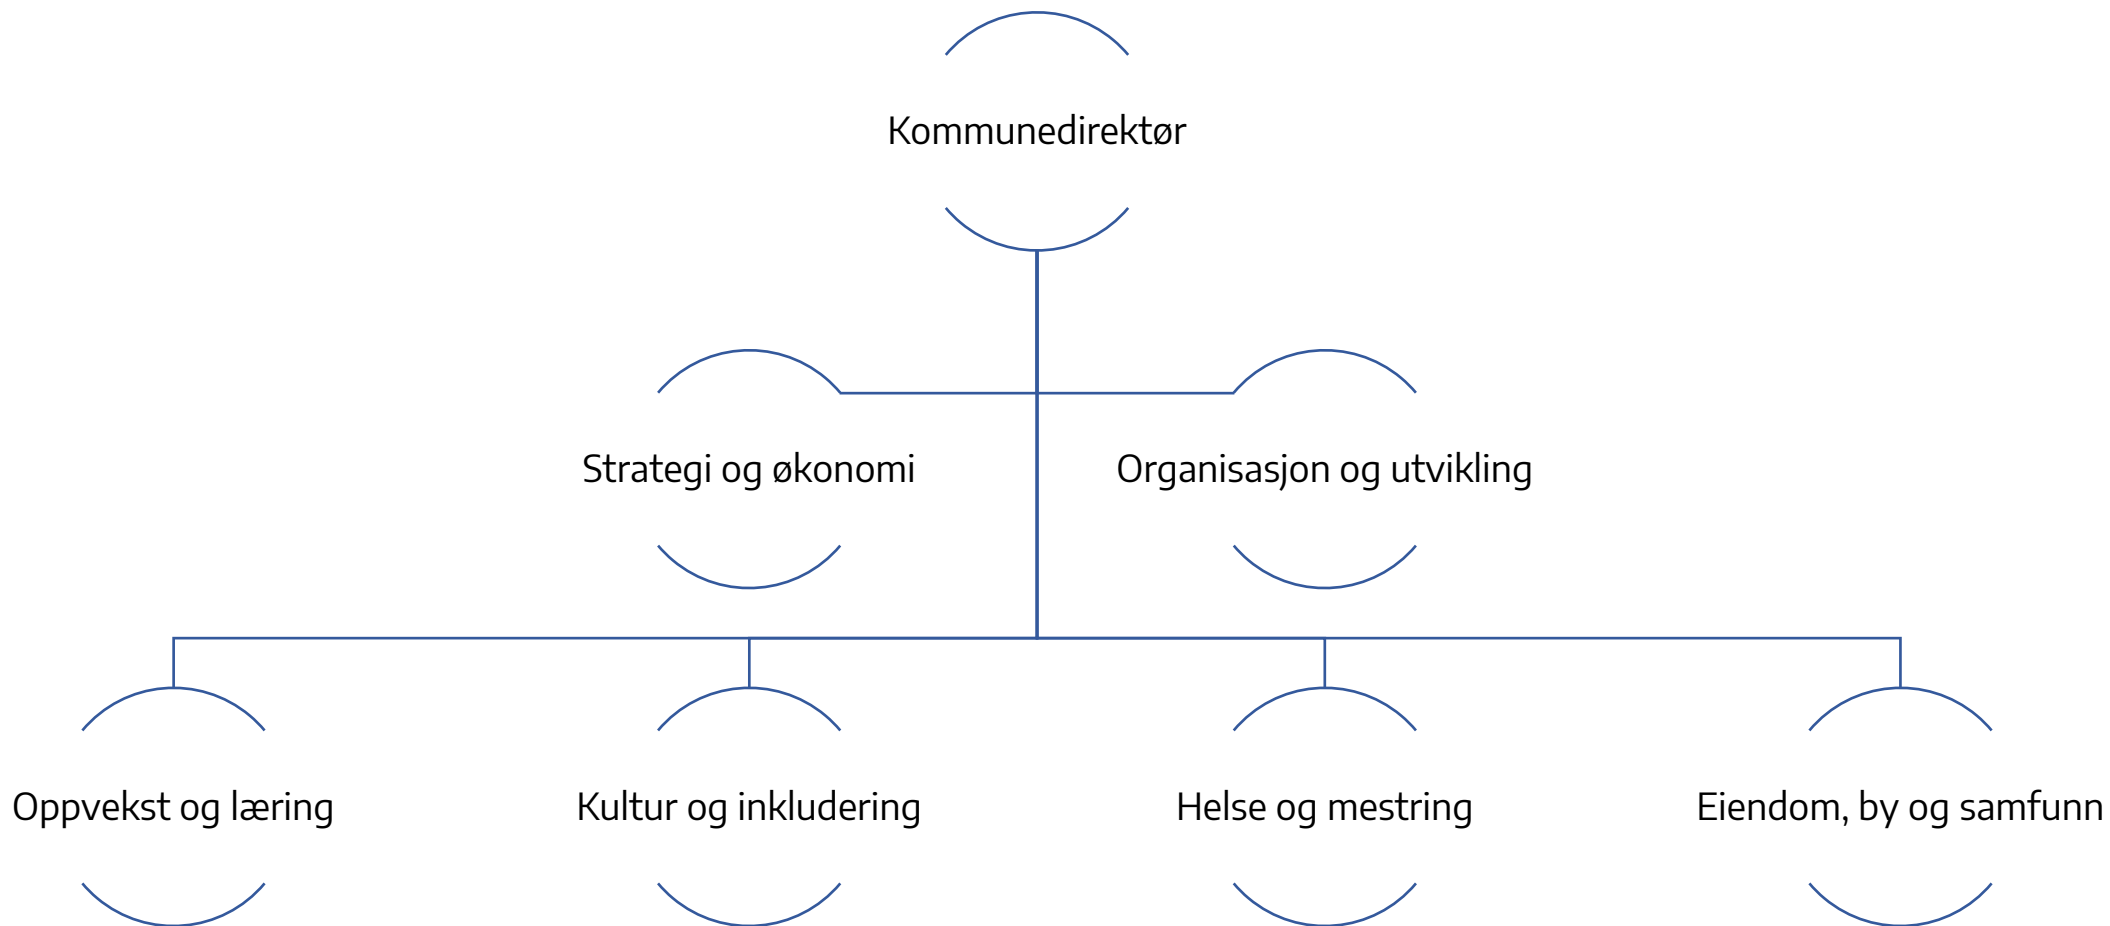 Kommunedirektør
Strategi og økonomi
Organisasjon og utvikling
Oppvekst og læring
Kultur og inkludering
Helse og mestring
Eiendom, by og samfunn